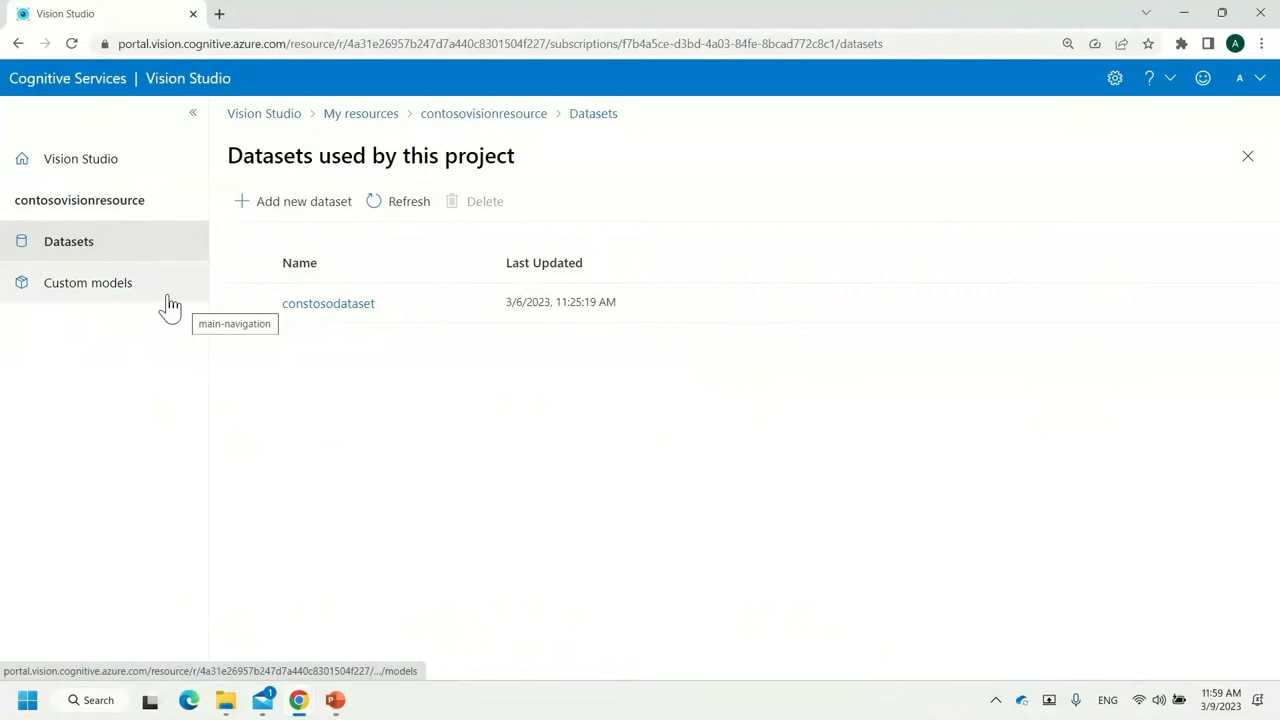 Vision Studio
portal.vision.cognitive.azure.com/resource/r/4a31e26957b247d7a440c8301504f227/subscriptions/f7b4a5ce-d3bd-4a03-84fe-8bcad772c8c1/datasets
A
Cognitive Services | Vision Studio
? A
Vision Studio > My resources > contosovisionresource > Datasets
Vision Studio
Datasets used by this project
contosovisionresource
Add new dataset Refresh Delete
Datasets
Name Last Updated
Custom models
constosodataset 3/6/2023, 11:25:19 AM
main-navigation
portal.vision.cognitive.azure.com/resource/r/4a31e26957b247d7a440c8301504f227/.../models
Search 1 ENG 11:59 AM
3/9/2023